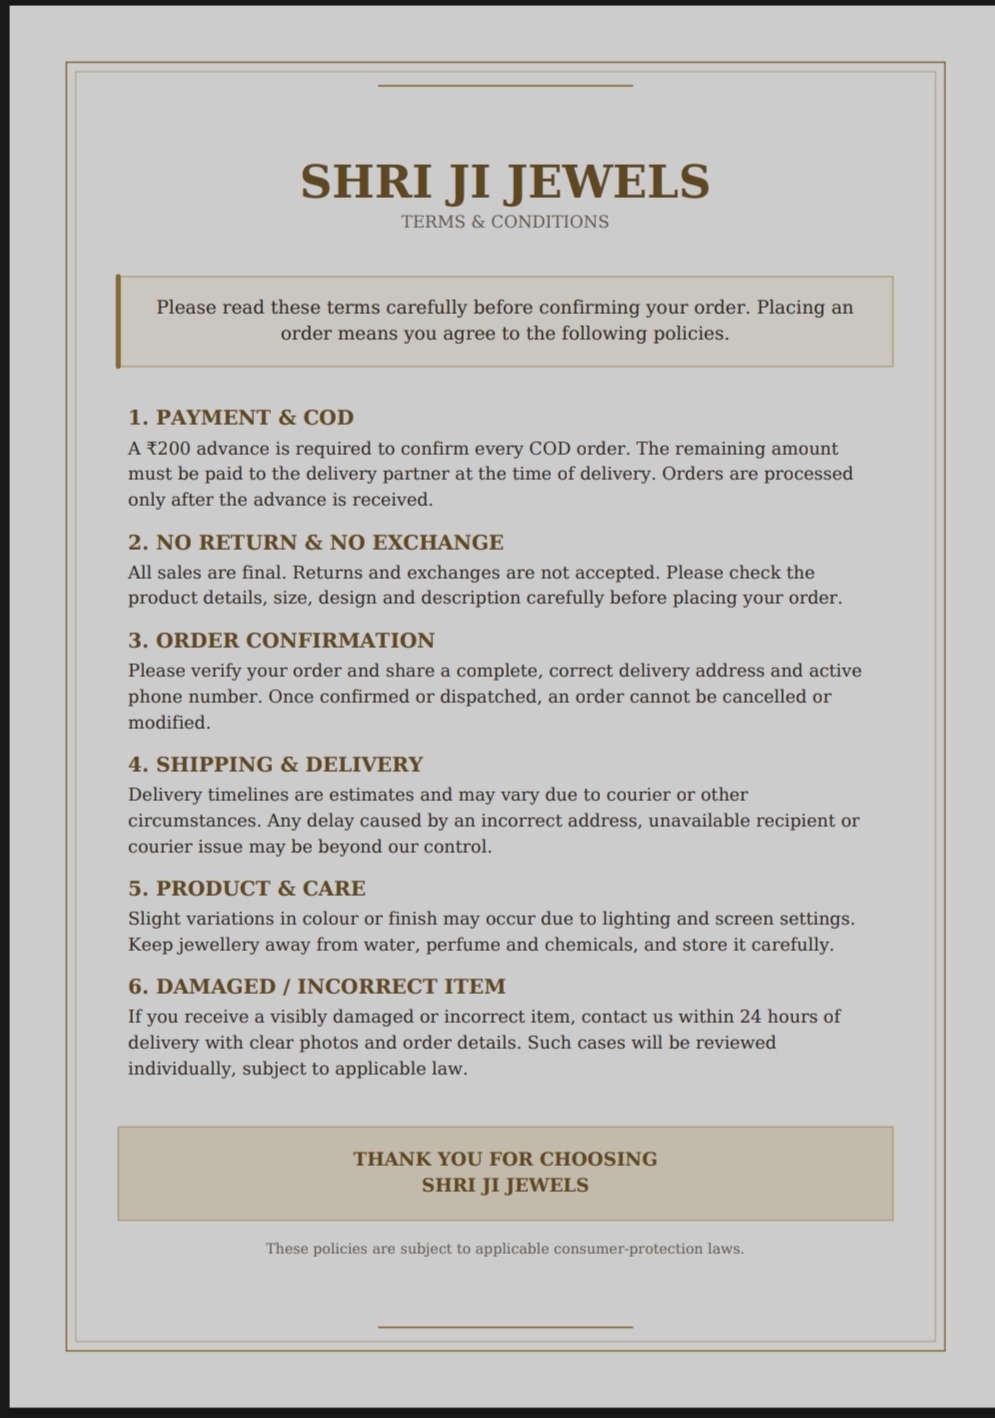 SHRI JI JEWELS
TERMS & CONDITIONS
Please read these terms carefully before confirming your order. Placing an
order means you agree to the following policies.
1. PAYMENT & COD
A ₹200 advance is required to confirm every COD order. The remaining amount
must be paid to the delivery partner at the time of delivery. Orders are processed
only after the advance is received.
2. NO RETURN & NO EXCHANGE
All sales are final. Returns and exchanges are not accepted. Please check the
product details, size, design and description carefully before placing your order.
3. ORDER CONFIRMATION
Please verify your order and share a complete, correct delivery address and active
phone number. Once confirmed or dispatched, an order cannot be cancelled or
modified.
4. SHIPPING & DELIVERY
Delivery timelines are estimates and may vary due to courier or other
circumstances. Any delay caused by an incorrect address, unavailable recipient or
courier issue may be beyond our control.
5. PRODUCT & CARE
Slight variations in colour or finish may occur due to lighting and screen settings.
Keep jewellery away from water, perfume and chemicals, and store it carefully.
6. DAMAGED / INCORRECT ITEM
If you receive a visibly damaged or incorrect item, contact us within 24 hours of
delivery with clear photos and order details. Such cases will be reviewed
individually, subject to applicable law.
THANK YOU FOR CHOOSING
SHRI JI JEWELS
These policies are subject to applicable consumer-protection laws.